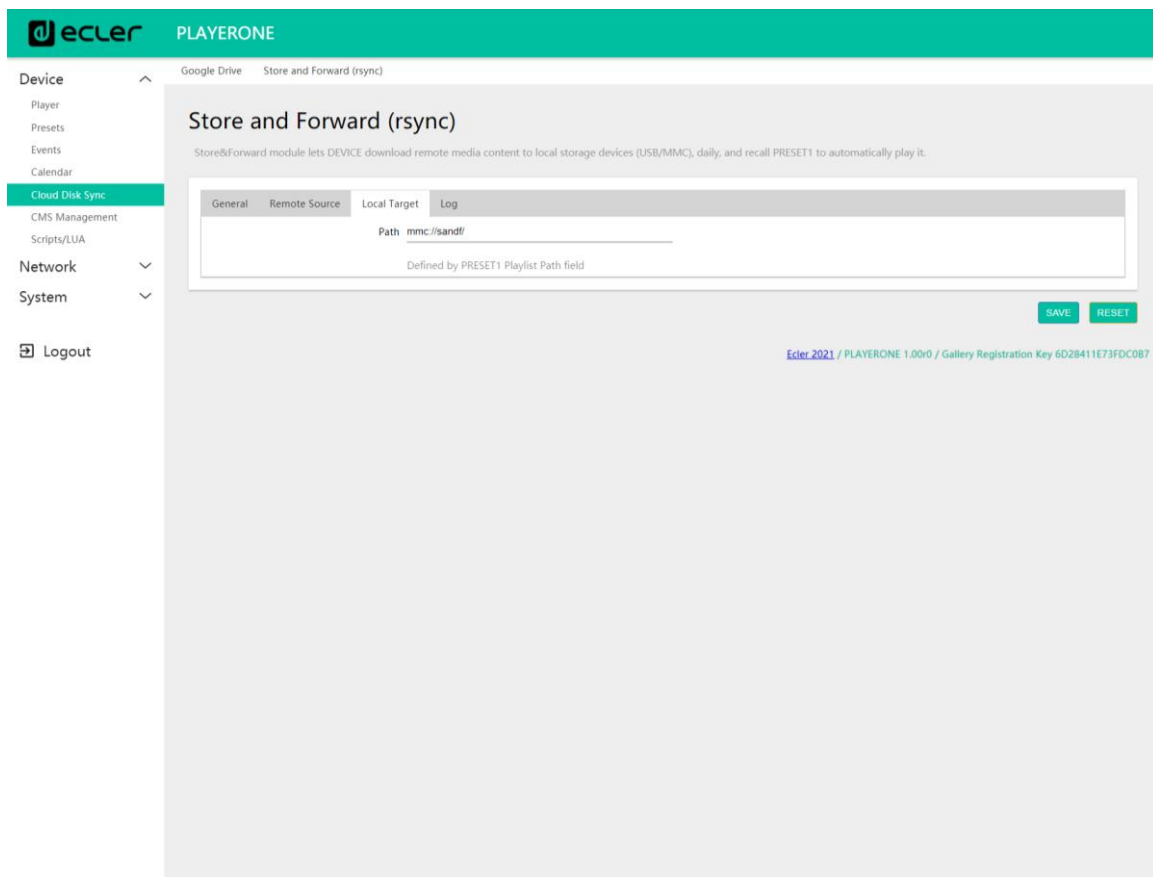 ecler PLAYERONE
Device
Player
Presets
Events
Calendar
Cloud Disk Sync
CMS Management
Scripts/LUA
Network
System
Logout
Google Drive Store and Forward (rsync)
Store and Forward (rsync)
Store&Forward module lets DEVICE download remote media content to local storage devices (USB/MMC), daily, and recall PRESET1 to automatically play it.
General Remote Source Local Target Log
Path mmc://sandf/
Defined by PRESET1 Playlist Path field
SAVE RESET
Ecler 2021 / PLAYERONE 1.00r0 / Gallery Registration Key 6D28411E73FDC0B7